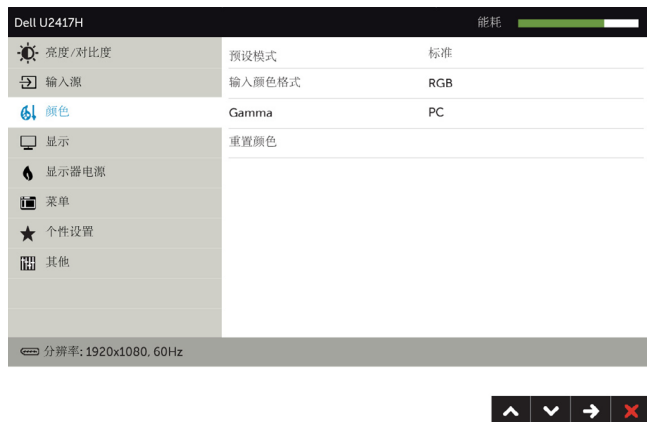 Dell U2417H 能耗
亮度/对比度
预设模式 标准
输入源
输入颜色格式 RGB
颜色
Gamma PC
显示
重置颜色
显示器电源
菜单
个性设置
其他
分辨率: 1920x1080, 60Hz